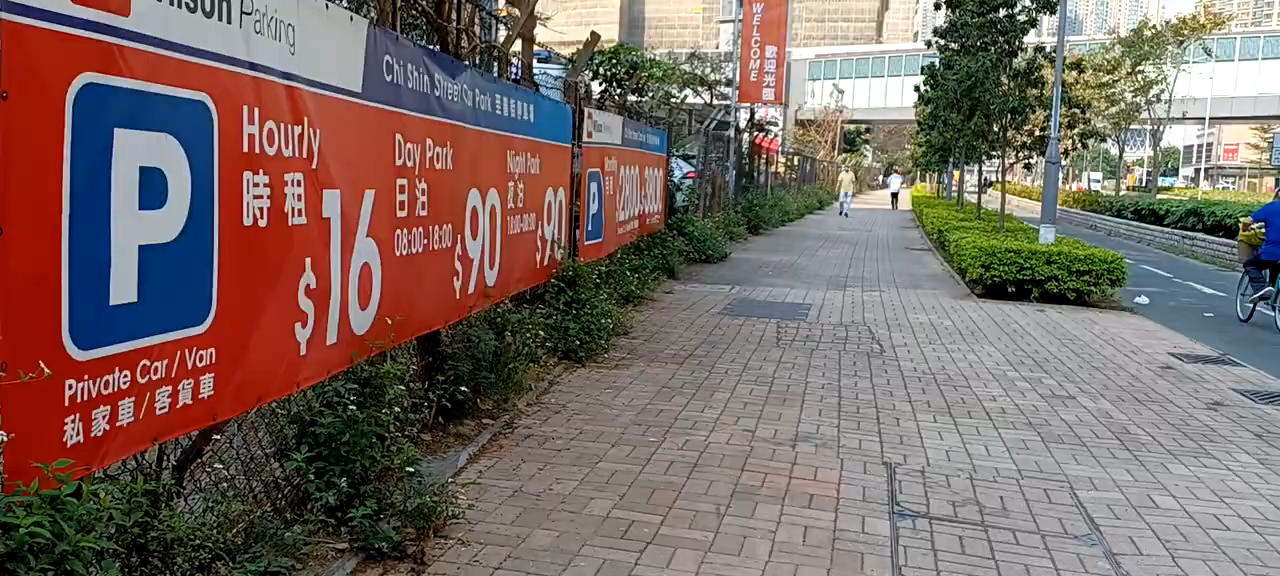 Parking
Chi Shin Street Car Park 至善街停車場
P
Hourly
時租
$16
Day Park
日泊
08:00-18:00
$90
Night Park
夜泊
18:00-08:00
$90
Private Car / Van
私家車 / 客貨車
P
Monthly
2800-3800
WELCOME
歡迎光臨